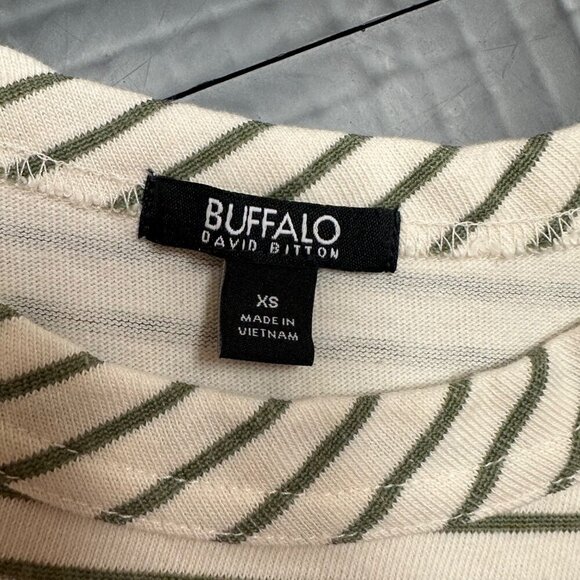 BUFFALO
DAVID BITTON
XS
MADE IN
VIETNAM